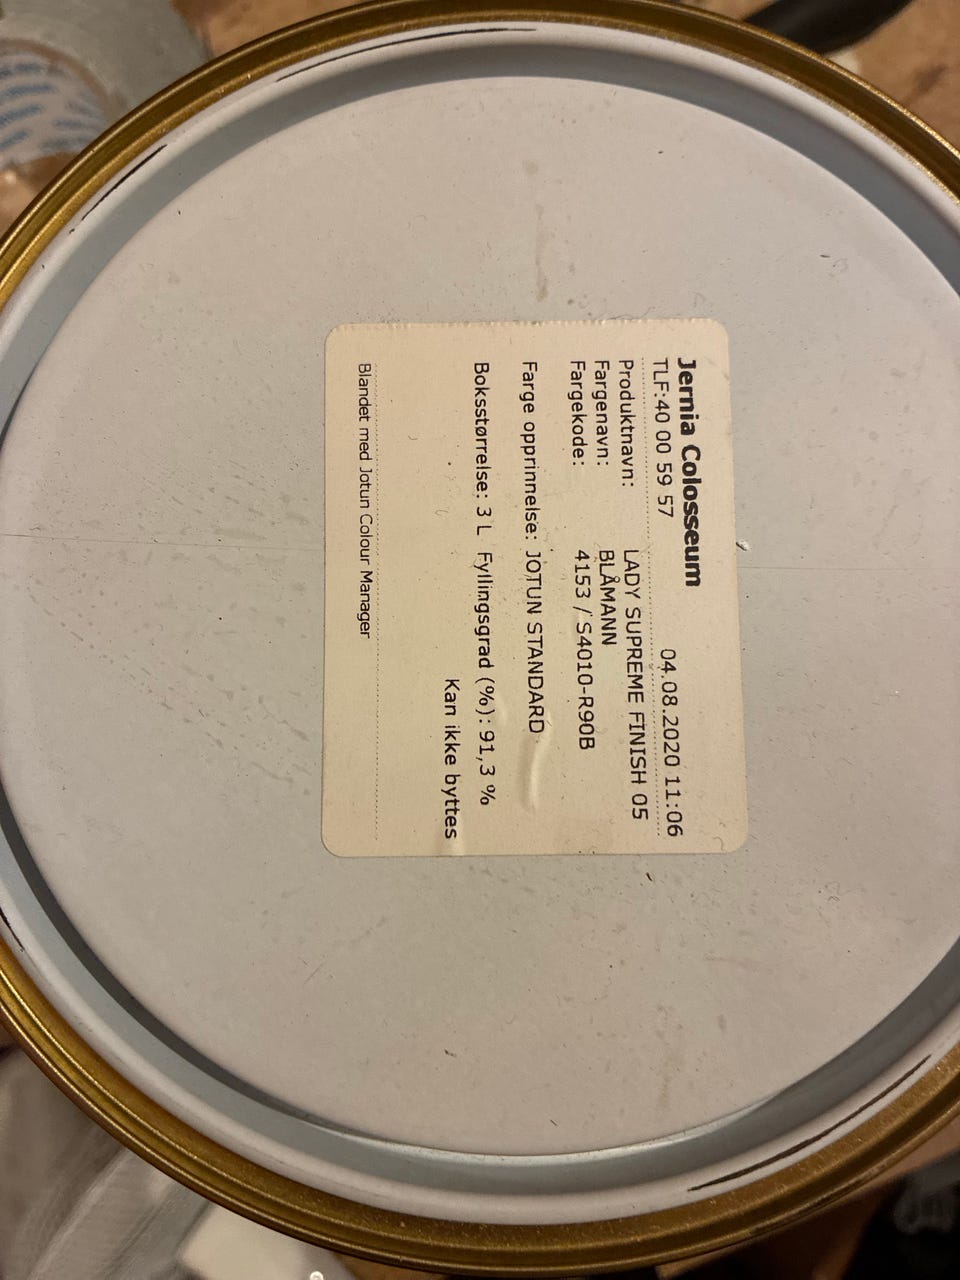 Jernia Colosseum
TLF:40 00 59 57 04.08.2020 11:06
Produktnavn: LADY SUPREME FINISH 05
Fargenavn: BLÅMANN
Fargekode: 4153 / S4010-R90B
Farge opprinnelse: JOTUN STANDARD
Boksstørrelse: 3 L Fyllingsgrad (%): 91,3 %
Kan ikke byttes
Blandet med Jotun Colour Manager